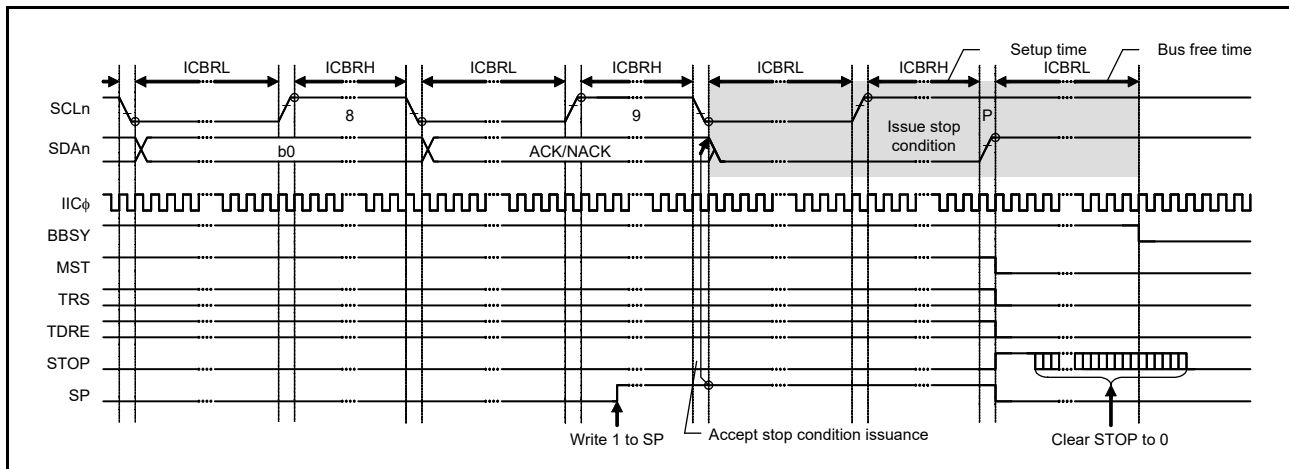 Setup time
Bus free time
ICBRL
ICBRH
ICBRL
ICBRH
ICBRL
ICBRH
ICBRL
SCLn
8
9
P
SDAn
b0
ACK/NACK
Issue stop
condition
IICϕ
BBSY
MST
TRS
TDRE
STOP
SP
Write 1 to SP
Accept stop condition issuance
Clear STOP to 0